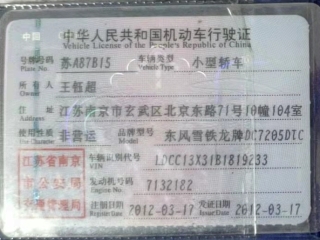 中国
中华人民共和国机动车行驶证
Vehicle License of the People's Republic of China
号牌号码 苏A87B15 车辆类型 小型轿车
Plate No. Vehicle Type
所有人 王钰超
住址 江苏南京市玄武区北京东路71号10幢104室
使用性质 非营运 品牌型号 东风雪铁龙牌DC7205DTC
江苏省南京
市公安局
车辆识别代号 LDCC13X31B1819233
VIN
发动机号码 7132182
Engine No.
注册日期 2012-03-17 发证日期 2012-03-17
Register Date Issue Date